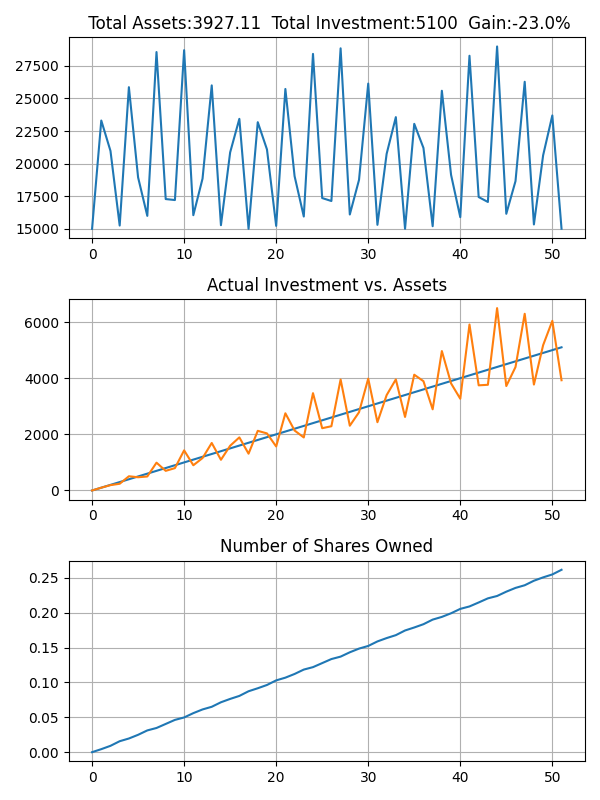 Total Assets:3927.11  Total Investment:5100  Gain:-23.0%
27500
25000
22500
20000
17500
15000
0 10 20 30 40 50
Actual Investment vs. Assets
6000
4000
2000
0
0 10 20 30 40 50
Number of Shares Owned
0.25
0.20
0.15
0.10
0.05
0.00
0 10 20 30 40 50